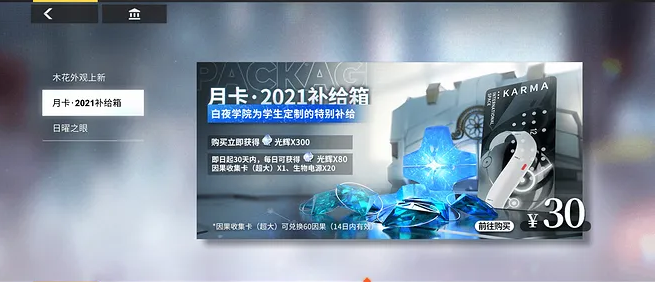 木花外观上新
月卡·2021补给箱
日曜之眼
PACKAG
月卡·2021补给箱
白夜学院为学生定制的特别补给
购买立即获得 光辉X300
即日起30天内，每日可获得 光辉X80
因果收集卡（超大）X1、生物电源X20
*因果收集卡（超大）可兑换60因果（14日内有效）
KARMA
INTERNATIONAL
SPACE
前往购买
¥30